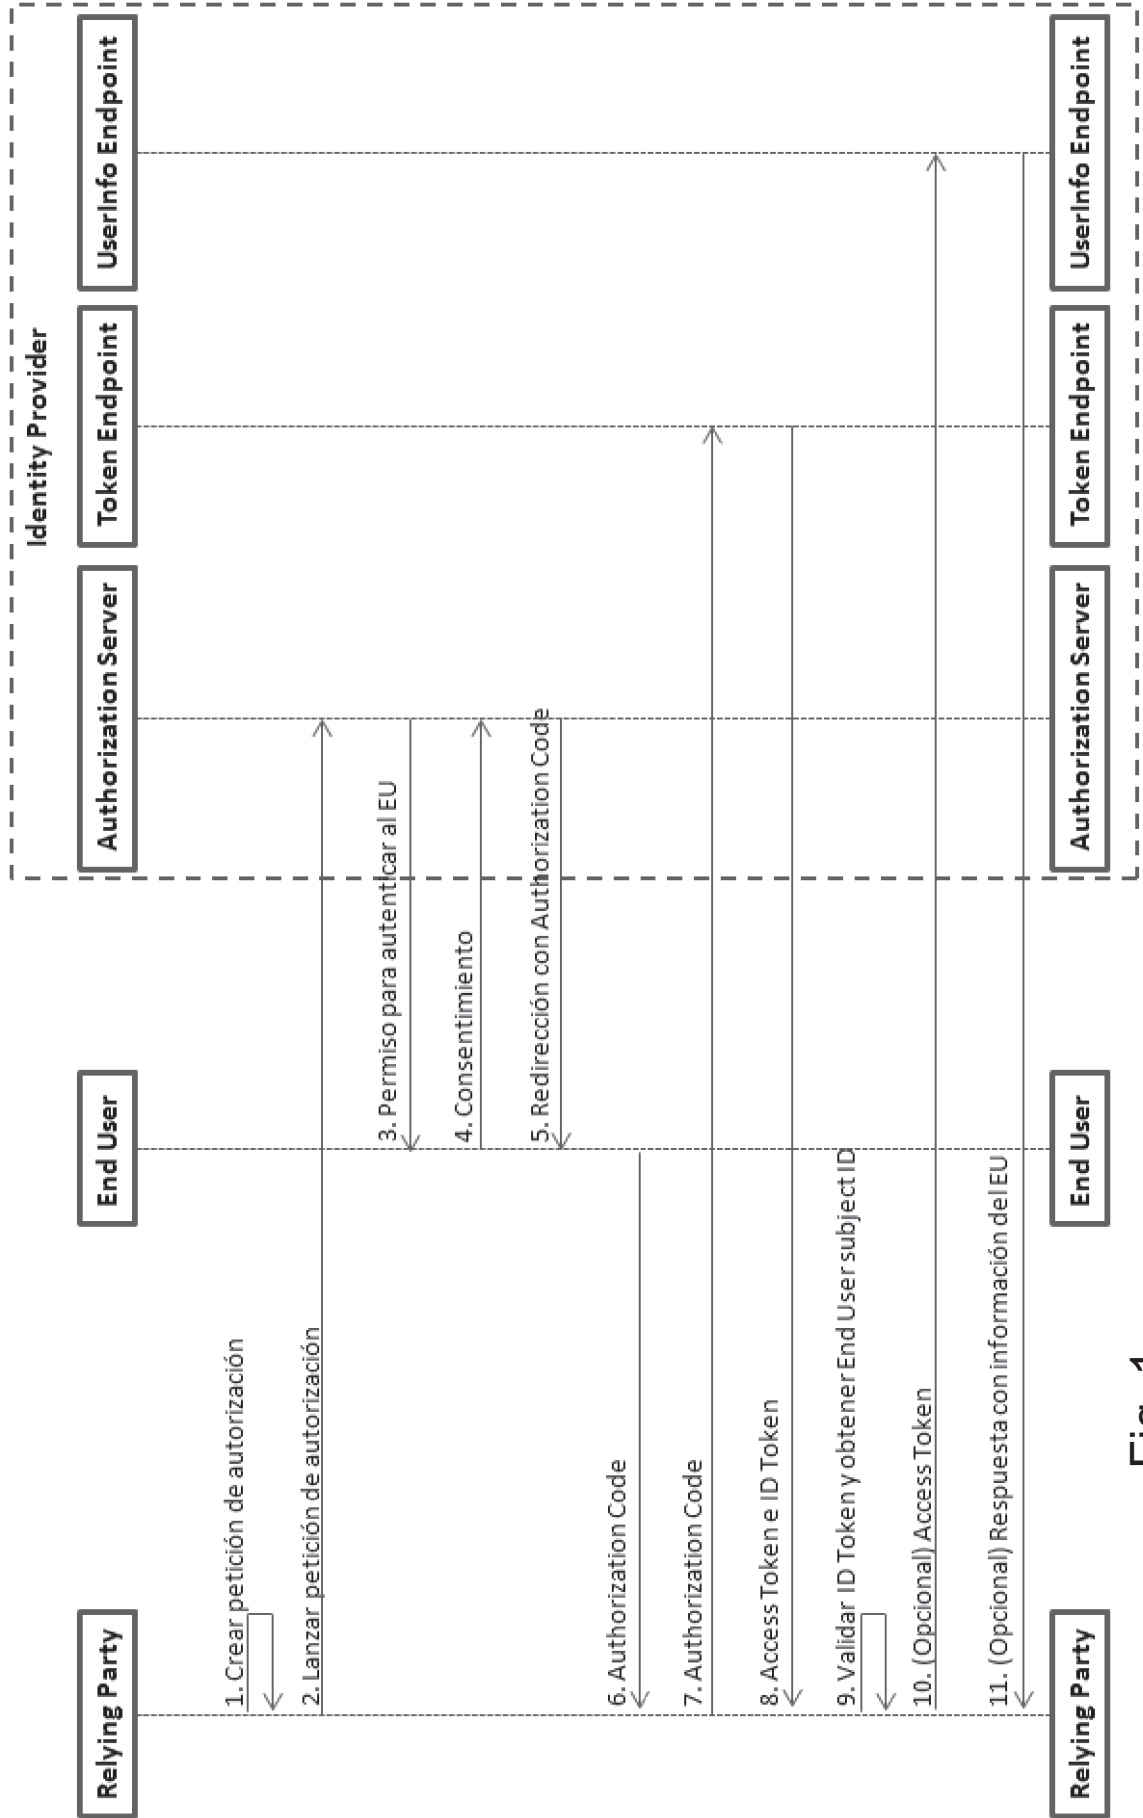 Identity Provider
Relying Party
End User
Authorization Server
Token Endpoint
UserInfo Endpoint
1. Crear petición de autorización
2. Lanzar petición de autorización
3. Permiso para autenticar al EU
4. Consentimiento
5. Redirección con Authorization Code
6. Authorization Code
7. Authorization Code
8. Access Token e ID Token
9. Validar ID Token y obtener End User subject ID
10. (Opcional) Access Token
11. (Opcional) Respuesta con información del EU
Relying Party
End User
Authorization Server
Token Endpoint
UserInfo Endpoint
Fig. 1